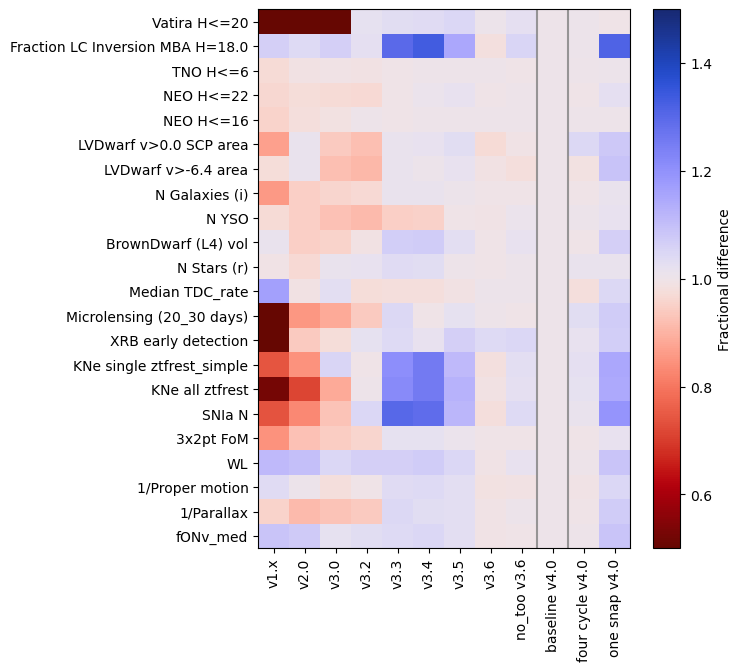 Vatira H<=20
Fraction LC Inversion MBA H=18.0
TNO H<=6
NEO H<=22
NEO H<=16
LVDwarf v>0.0 SCP area
LVDwarf v>-6.4 area
N Galaxies (i)
N YSO
BrownDwarf (L4) vol
N Stars (r)
Median TDC_rate
Microlensing (20_30 days)
XRB early detection
KNe single ztfrest_simple
KNe all ztfrest
SNIa N
3x2pt FoM
WL
1/Proper motion
1/Parallax
fONv_med
v1.x
v2.0
v3.0
v3.2
v3.3
v3.4
v3.5
v3.6
no_too v3.6
baseline v4.0
four cycle v4.0
one snap v4.0
1.4
1.2
1.0
0.8
0.6
Fractional difference